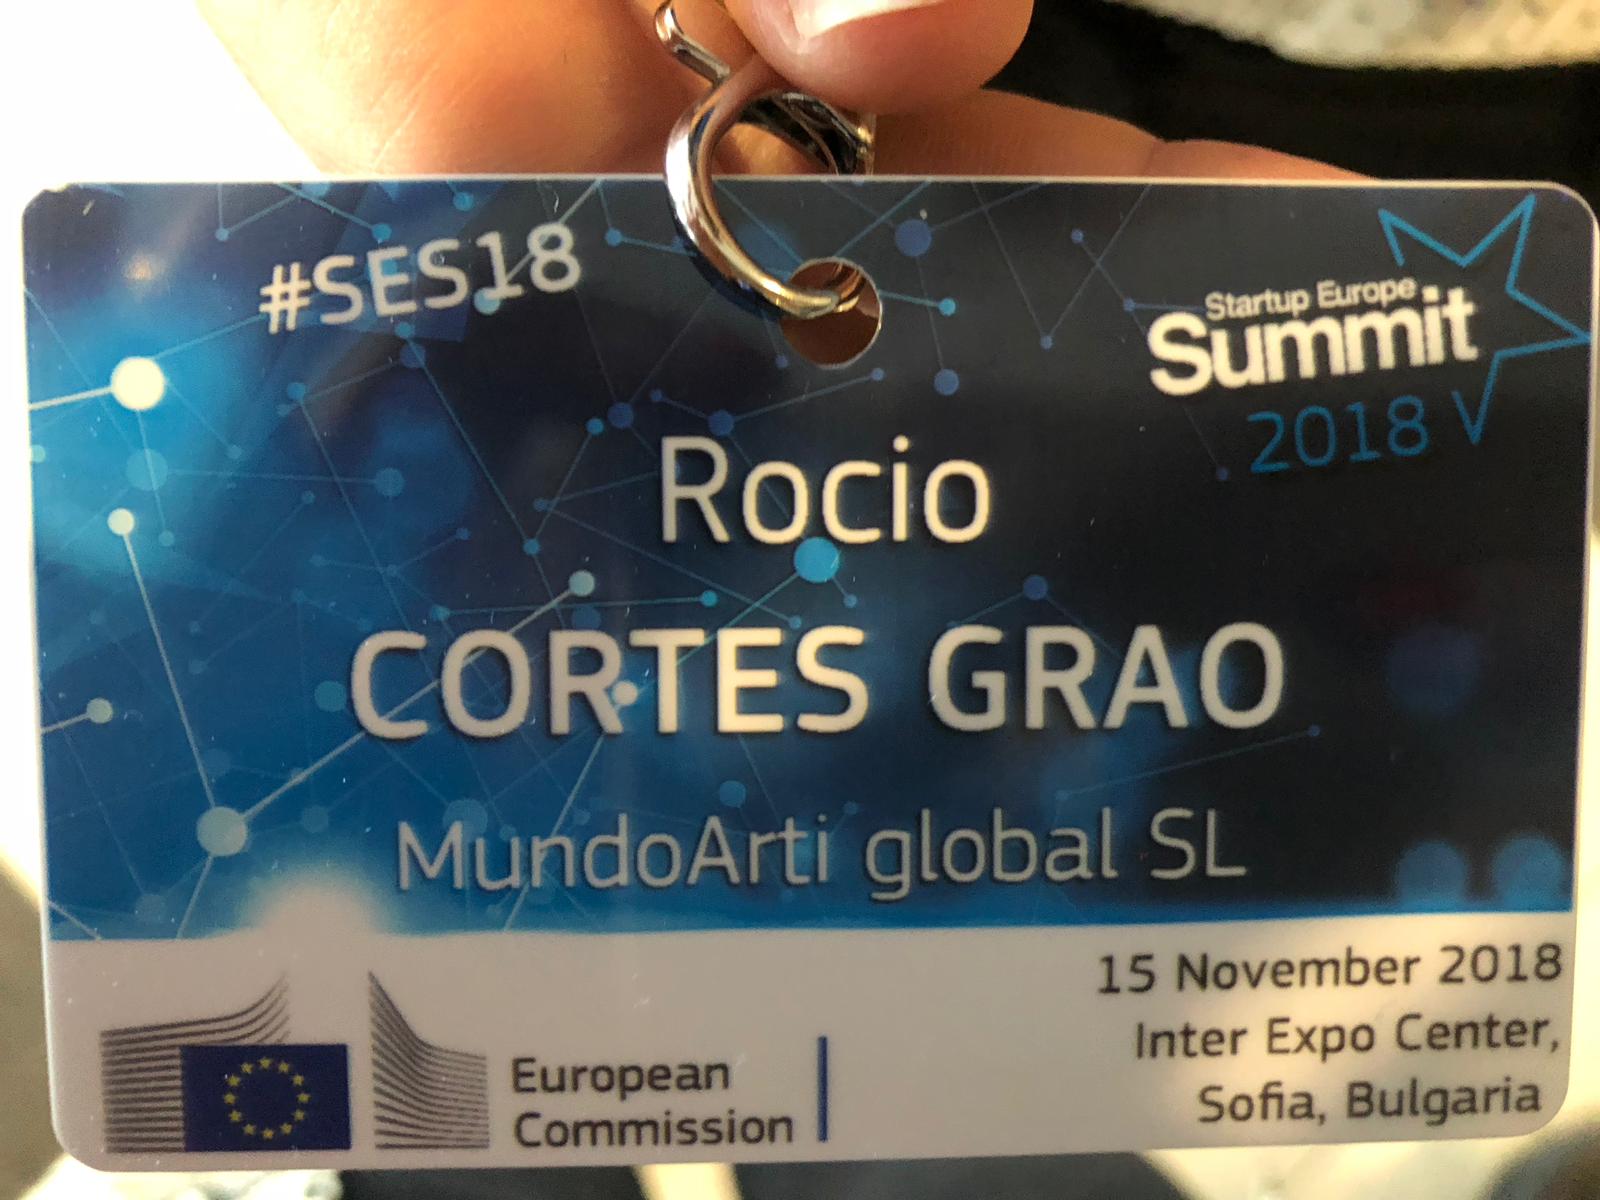 #SES18
Startup Europe
Summit
2018
Rocio
CORTES GRAO
MundoArti global SL
European
Commission
15 November 2018
Inter Expo Center,
Sofia, Bulgaria